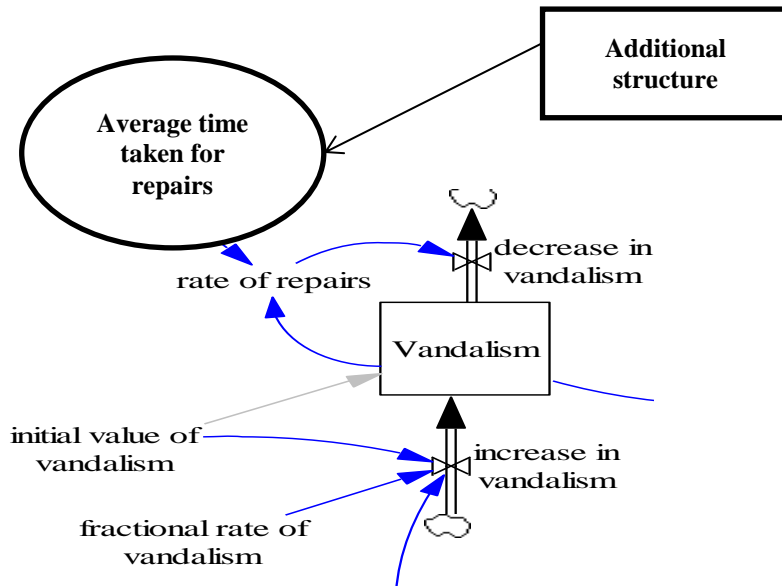 Additional
structure
Average time
taken for
repairs
decrease in
vandalism
rate of repairs
Vandalism
initial value of
vandalism
increase in
vandalism
fractional rate of
vandalism